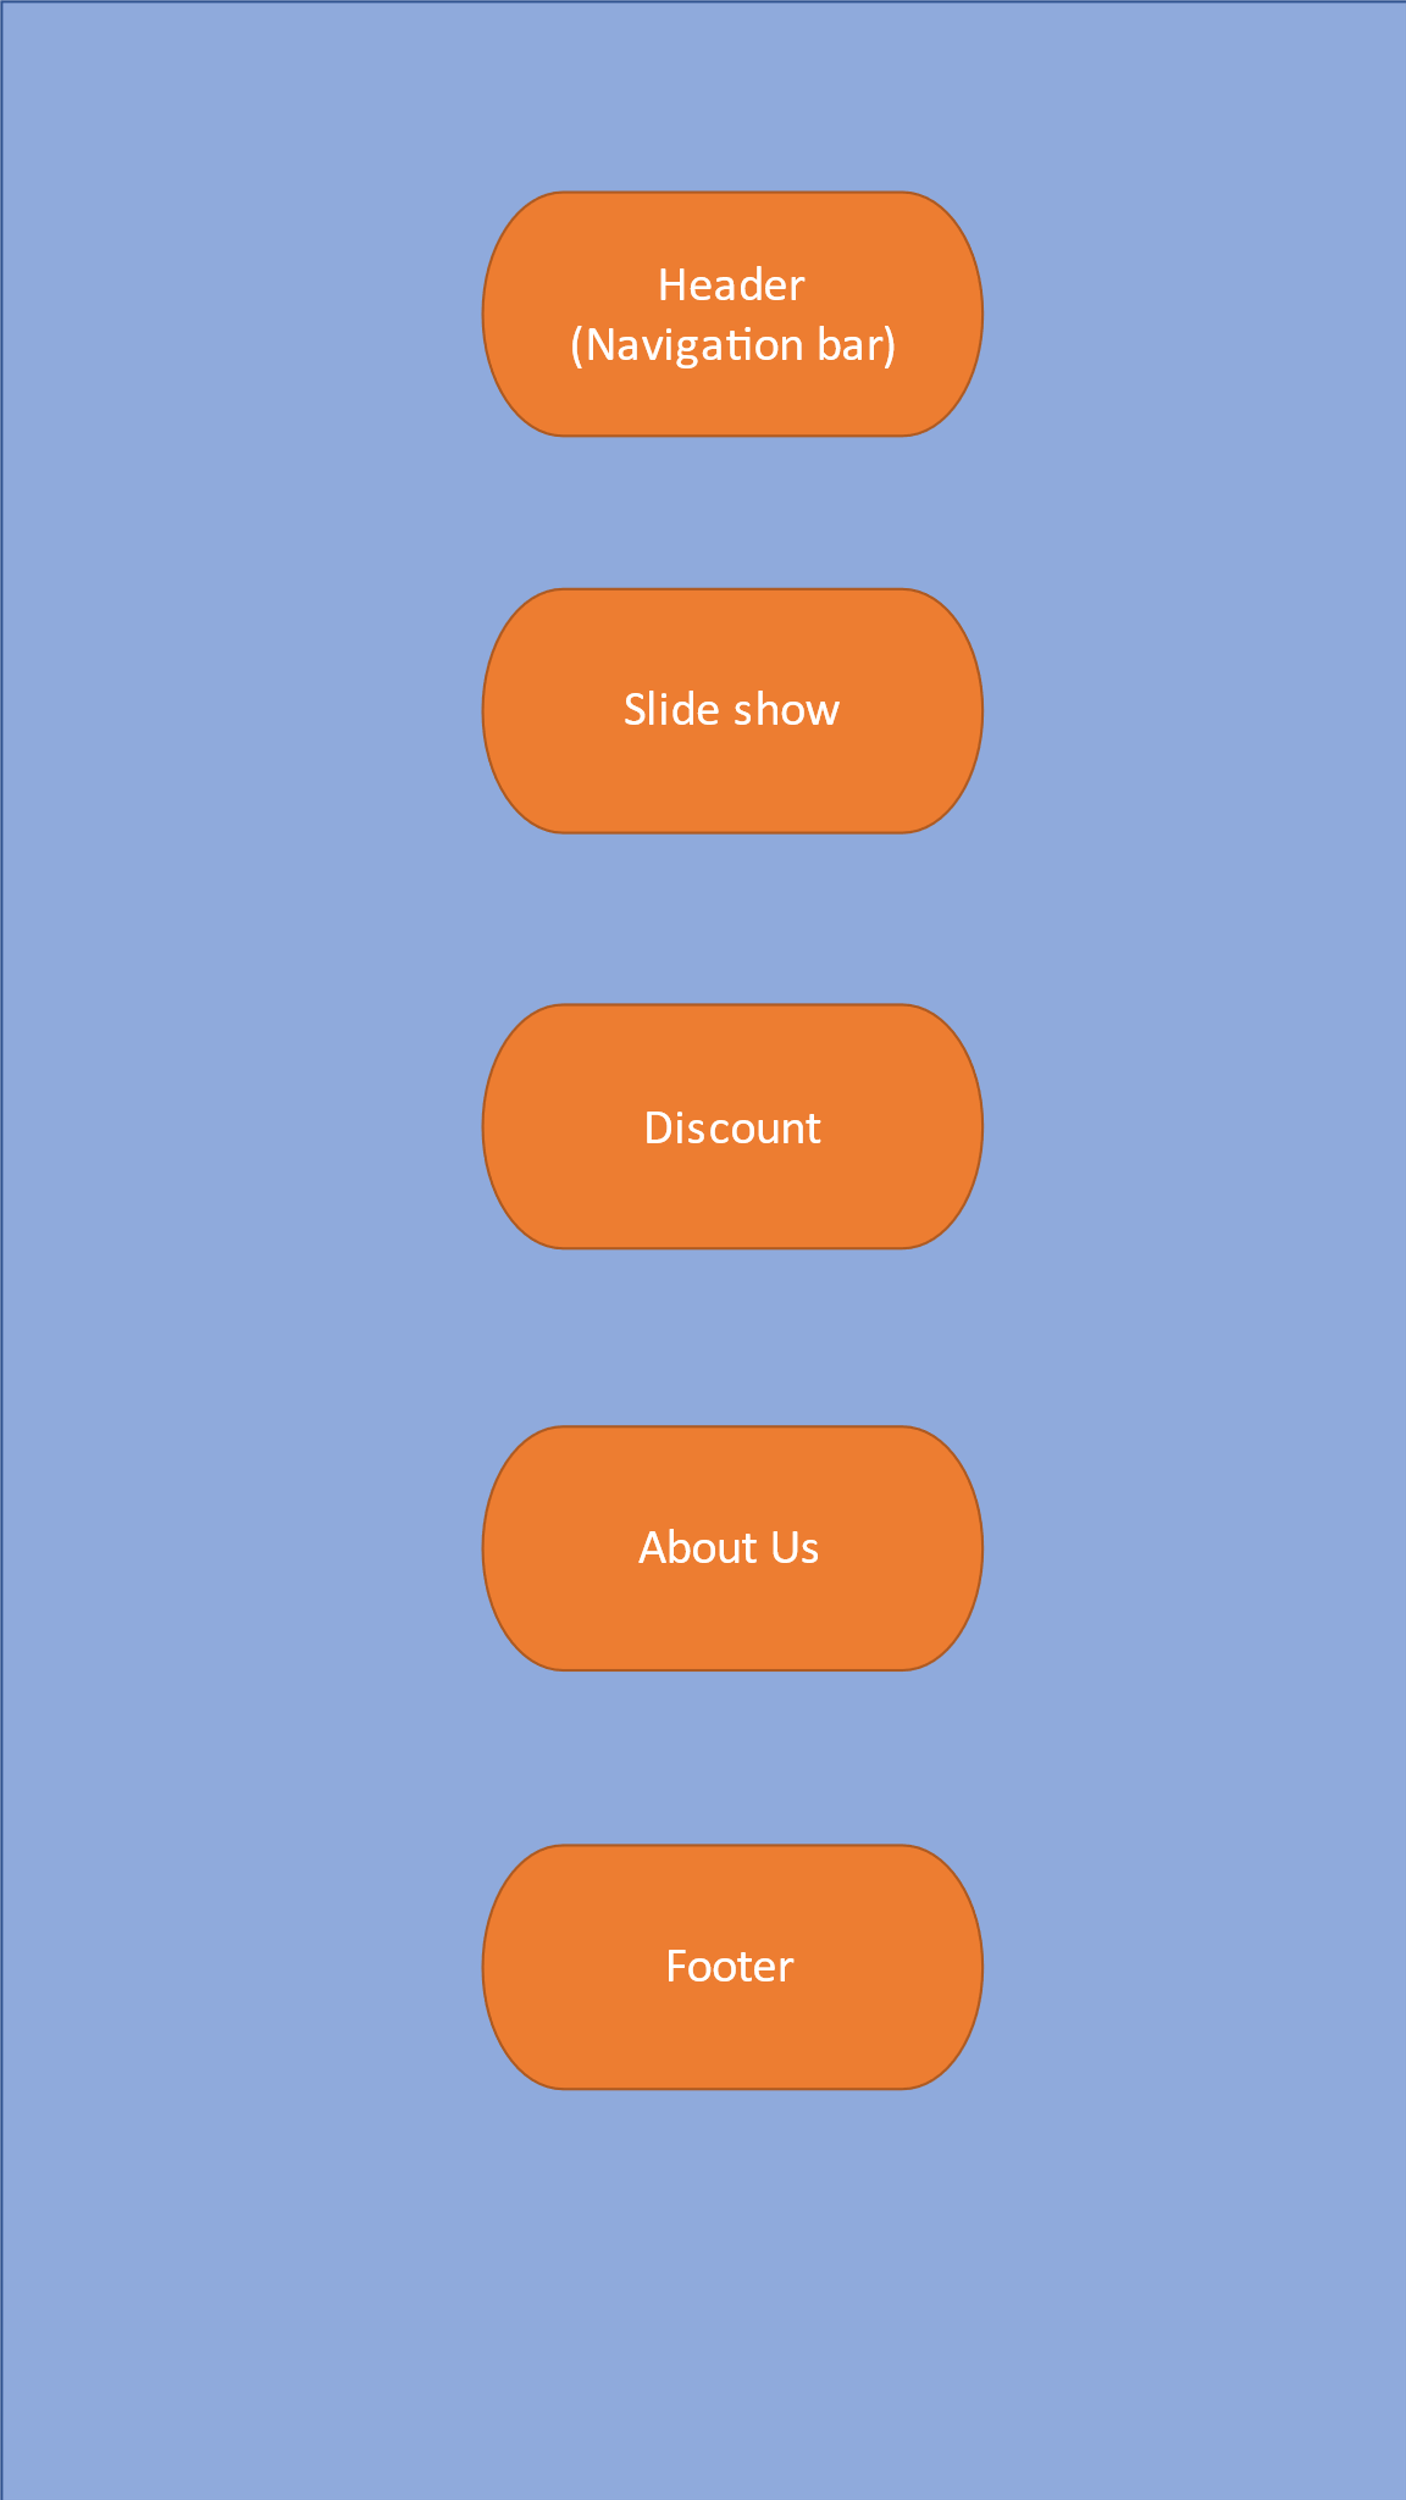 Header
(Navigation bar)
Slide show
Discount
About Us
Footer